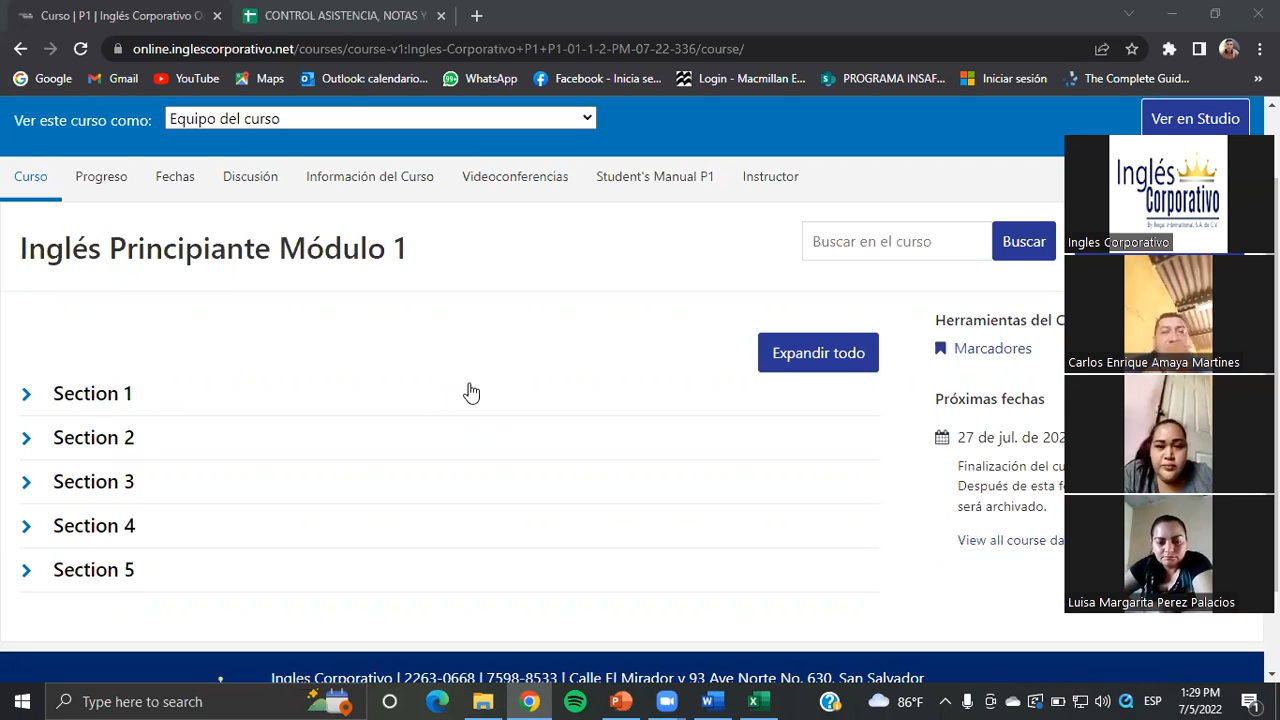 Curso | P1 | Inglés Corporativo O
CONTROL ASISTENCIA, NOTAS Y
online.inglescorporativo.net/courses/course-v1:Ingles-Corporativo+P1+P1-01-1-2-PM-07-22-336/course/
Google
Gmail
YouTube
Maps
Outlook: calendario...
WhatsApp
Facebook - Inicia se...
Login - Macmillan E...
PROGRAMA INSAF...
Iniciar sesión
The Complete Guid...
Ver este curso como:
Equipo del curso
Ver en Studio
Curso
Progreso
Fechas
Discusión
Información del Curso
Videoconferencias
Student's Manual P1
Instructor
Inglés Principiante Módulo 1
Buscar en el curso
Buscar
Expandir todo
Section 1
Section 2
Section 3
Section 4
Section 5
Herramientas del C
Marcadores
Próximas fechas
27 de jul. de 202
Finalización del cu
Después de esta f
será archivado.
View all course da
Inglés
Corporativo
Ingles Corporativo
Carlos Enrique Amaya Martines
Luisa Margarita Perez Palacios
Ingles Corporativo | 2263-0668 | 7598-8533 | Calle El Mirador y 93 Ave Norte No. 630, San Salvador
Type here to search
86°F
ESP
1:29 PM
7/5/2022